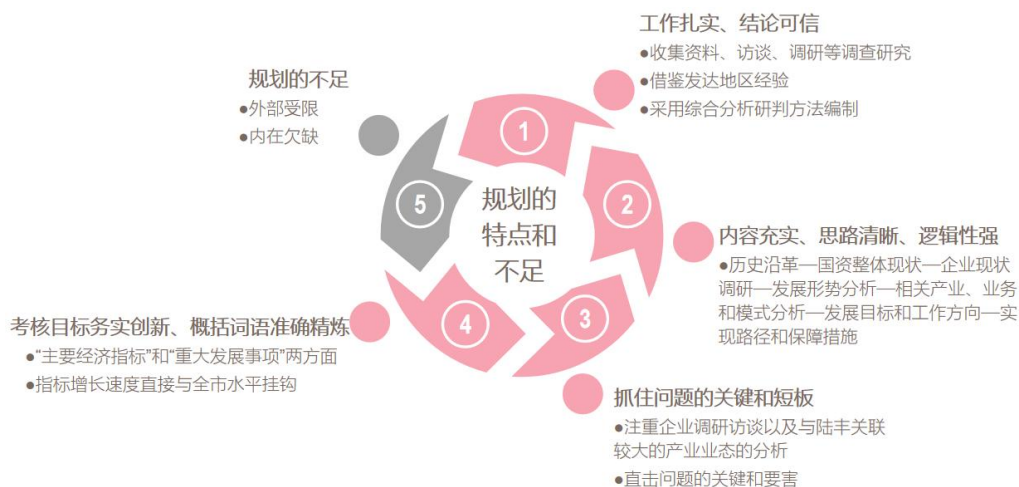 规划的
特点和
不足
1
工作扎实、结论可信
●收集资料、访谈、调研等调查研究
●借鉴发达地区经验
●采用综合分析研判方法编制
2
内容充实、思路清晰、逻辑性强
●历史沿革—国资整体现状—企业现状
调研—发展形势分析—相关产业、业务
和模式分析—发展目标和工作方向—实
现路径和保障措施
3
抓住问题的关键和短板
●注重企业调研访谈以及与陆丰关联
较大的产业业态的分析
●直击问题的关键和要害
4
考核目标务实创新、概括词语准确精炼
●“主要经济指标”和“重大发展事项”两方面
●指标增长速度直接与全市水平挂钩
5
规划的不足
●外部受限
●内在欠缺